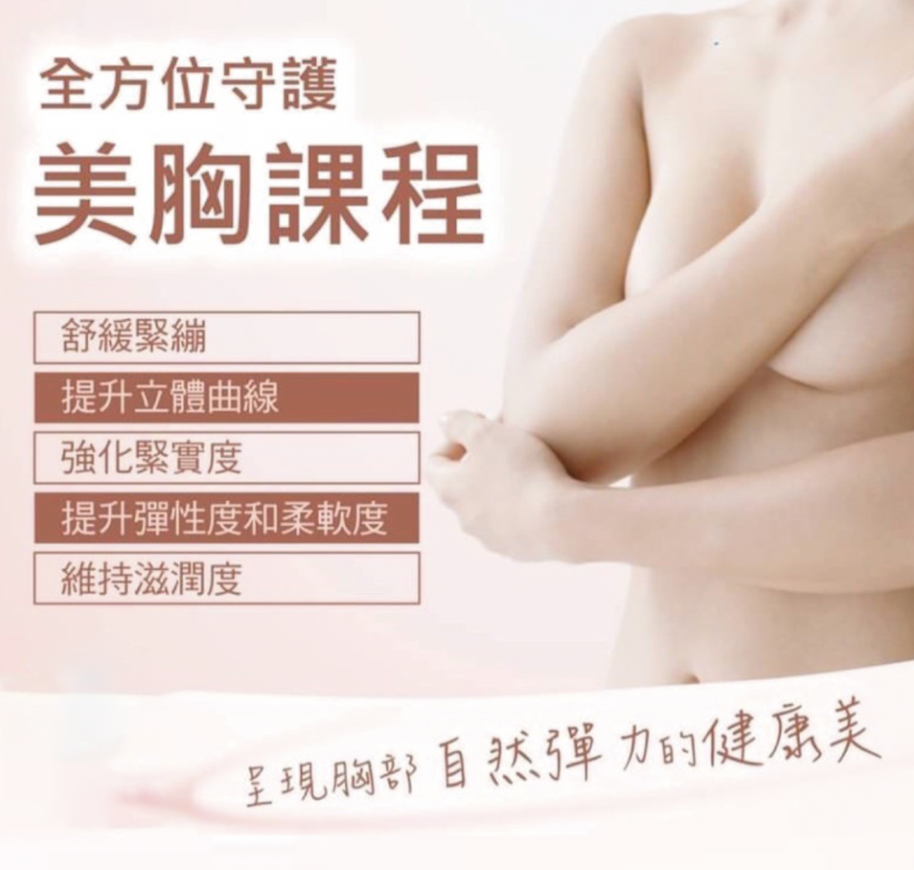 全方位守護
美胸課程
舒緩緊繃
提升立體曲線
強化緊實度
提升彈性度和柔軟度
維持滋潤度
呈現胸部自然彈力的健康美